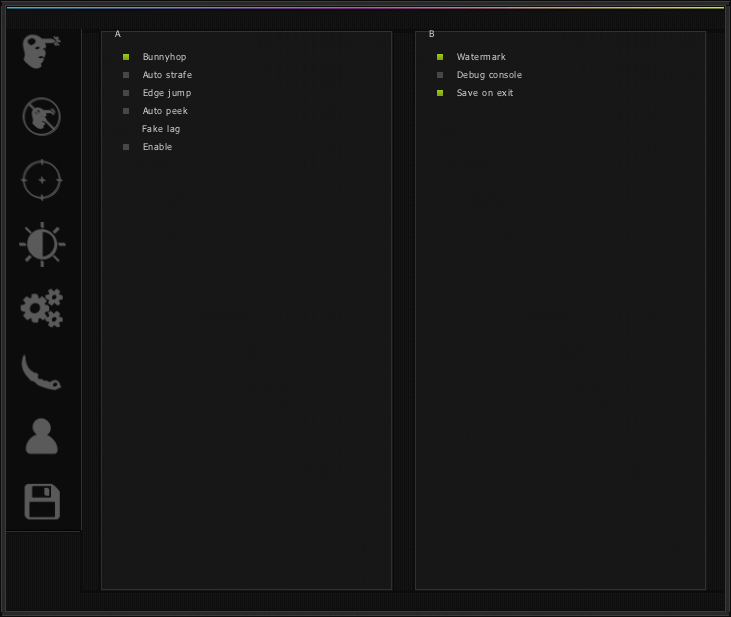 A
Bunnyhop
Auto strafe
Edge jump
Auto peek
Fake lag
Enable
B
Watermark
Debug console
Save on exit